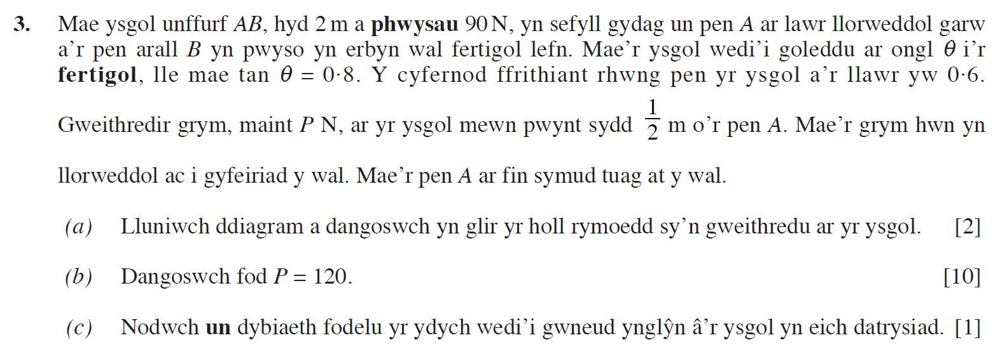 3. Mae ysgol unffurf AB, hyd 2 m a phwysau 90 N, yn sefyll gydag un pen A ar lawr llorweddol garw
a'r pen arall B yn pwyso yn erbyn wal fertigol lefn. Mae'r ysgol wedi'i goleddu ar ongl θ i'r
fertigol, lle mae tan θ = 0·8. Y cyfernod ffrithiant rhwng pen yr ysgol a'r llawr yw 0·6.
Gweithredir grym, maint P N, ar yr ysgol mewn pwynt sydd 1/2 m o'r pen A. Mae'r grym hwn yn
llorweddol ac i gyfeiriad y wal. Mae'r pen A ar fin symud tuag at y wal.
(a) Lluniwch ddiagram a dangoswch yn glir yr holl rymoedd sy'n gweithredu ar yr ysgol. [2]
(b) Dangoswch fod P = 120. [10]
(c) Nodwch un dybiaeth fodelu yr ydych wedi'i gwneud ynglŷn â'r ysgol yn eich datrysiad. [1]